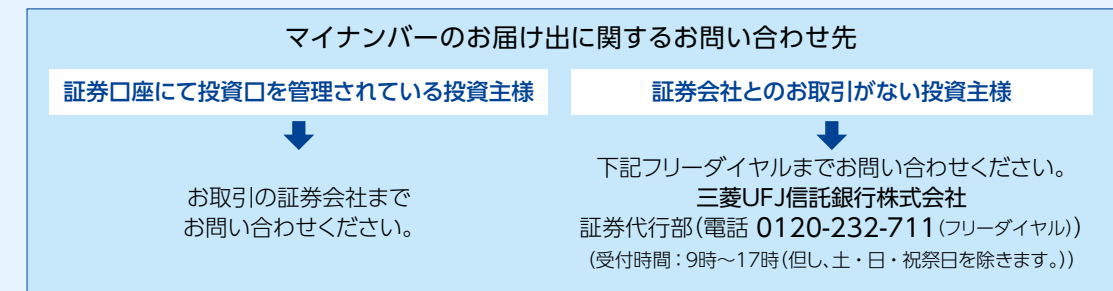 マイナンバーのお届け出に関するお問い合わせ先
証券口座にて投資口を管理されている投資主様
お取引の証券会社まで
お問い合わせください。
証券会社とのお取引がない投資主様
下記フリーダイヤルまでお問い合わせください。
三菱UFJ信託銀行株式会社
証券代行部(電話 0120-232-711(フリーダイヤル))
(受付時間:9時~17時(但し、土・日・祝祭日を除きます。))